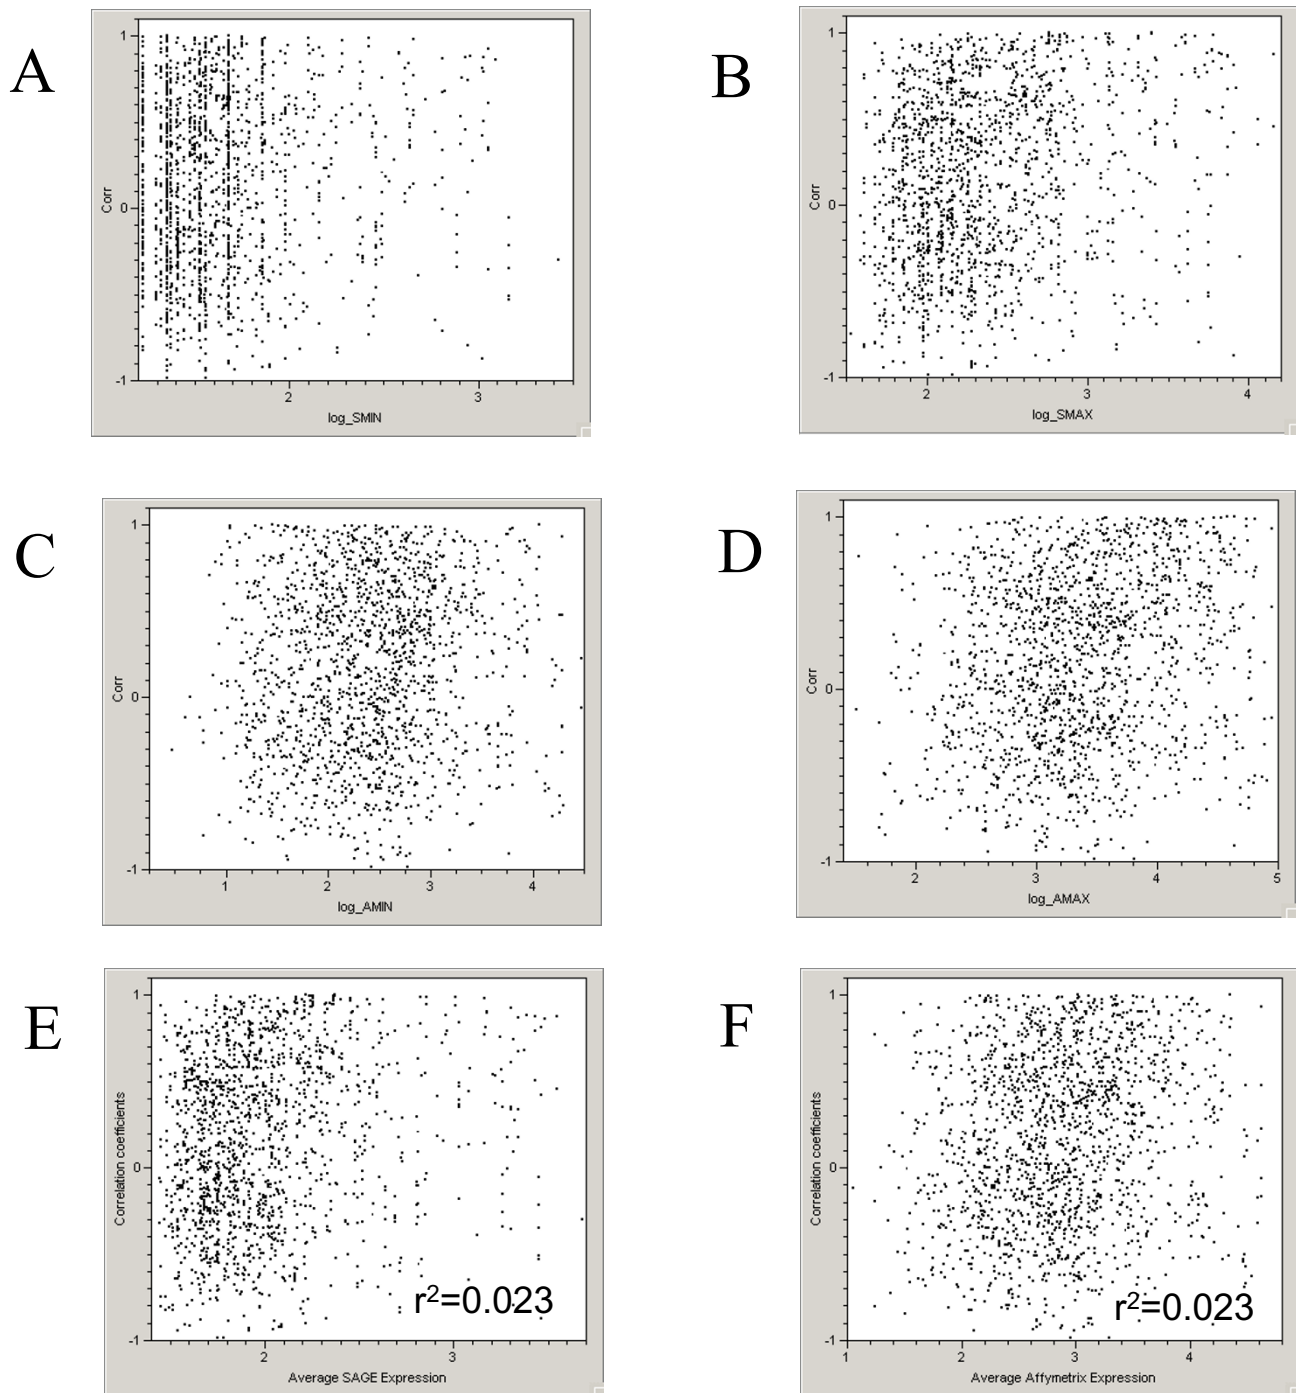 A
1
0
-1
Corr
2
3
log_SMIN
B
1
0
-1
Corr
2
3
4
log_SMAX
C
1
0
-1
Corr
1
2
3
4
log_AMIN
D
1
0
-1
Corr
2
3
4
5
log_AMAX
E
1
0
-1
Correlation coefficients
r²=0.023
2
3
Average SAGE Expression
F
1
0
-1
Correlation coefficients
r²=0.023
1
2
3
4
Average Affymetrix Expression